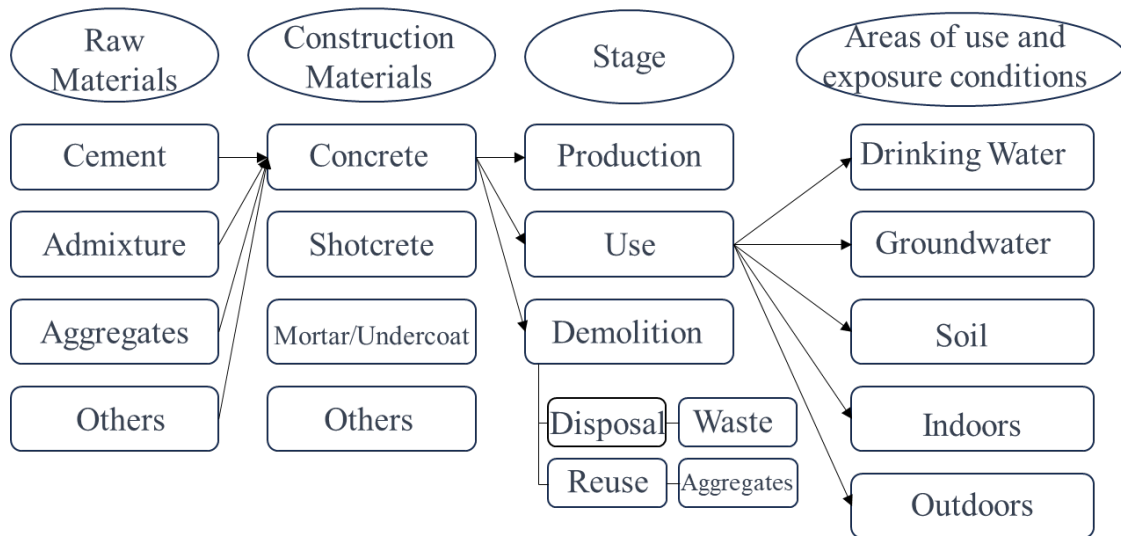 Raw
Materials
Construction
Materials
Stage
Areas of use and
exposure conditions
Cement
Concrete
Production
Drinking Water
Admixture
Shotcrete
Use
Groundwater
Aggregates
Mortar/Undercoat
Demolition
Soil
Others
Others
Disposal
Waste
Indoors
Reuse
Aggregates
Outdoors